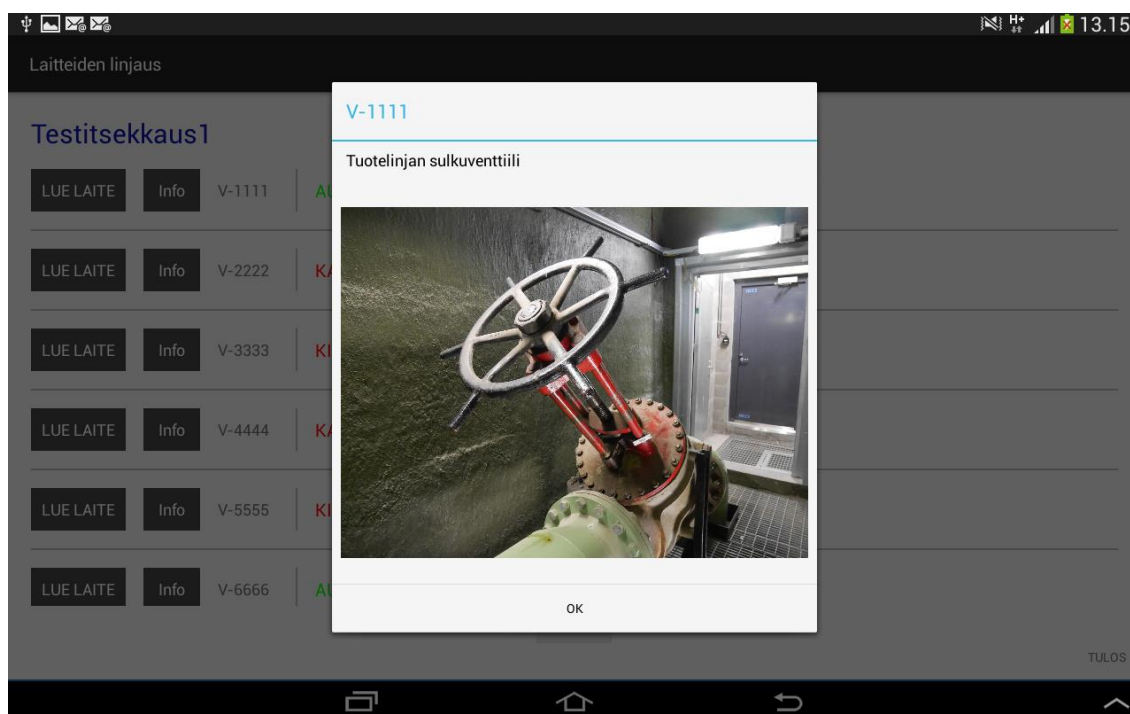 H+
13.15
Laitteiden linjaus
V-1111
Tuotelinjan sulkuventtiili
OK
Testitsekkaus1
LUE LAITE Info V-1111
LUE LAITE Info V-2222
LUE LAITE Info V-3333
LUE LAITE Info V-4444
LUE LAITE Info V-5555
LUE LAITE Info V-6666
TULOS